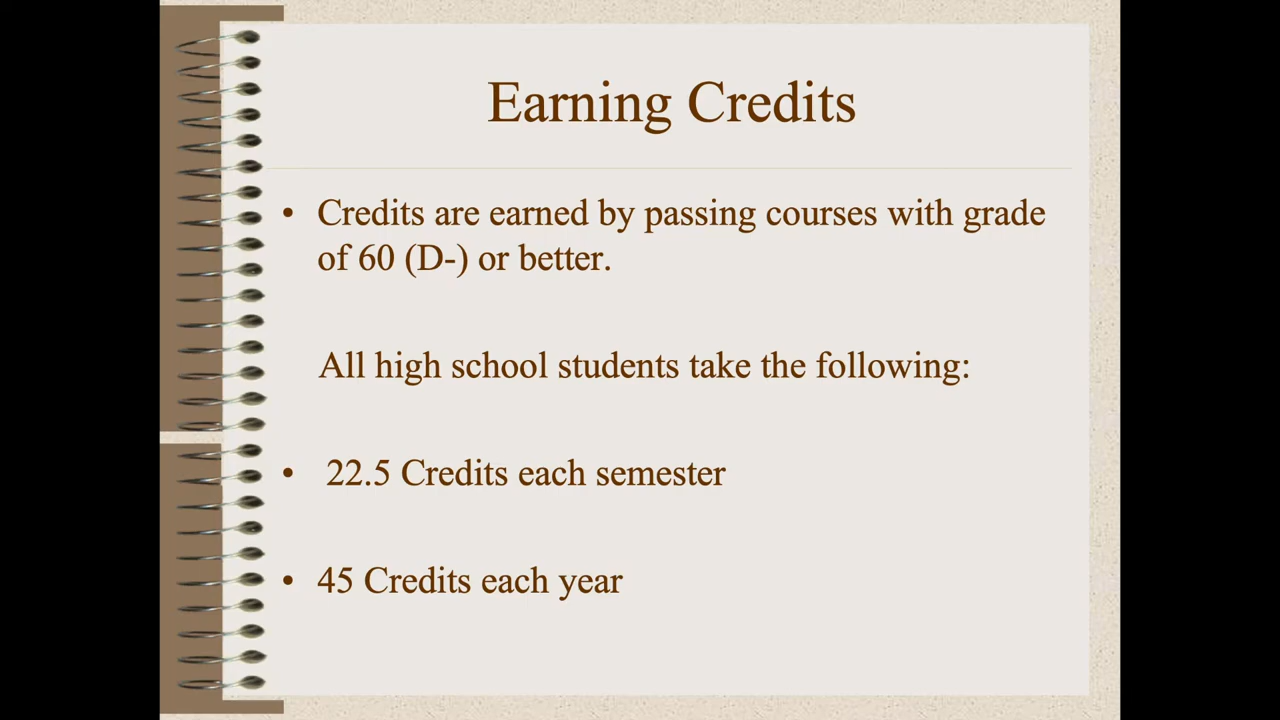 Earning Credits
• Credits are earned by passing courses with grade
of 60 (D-) or better.
All high school students take the following:
• 22.5 Credits each semester
• 45 Credits each year